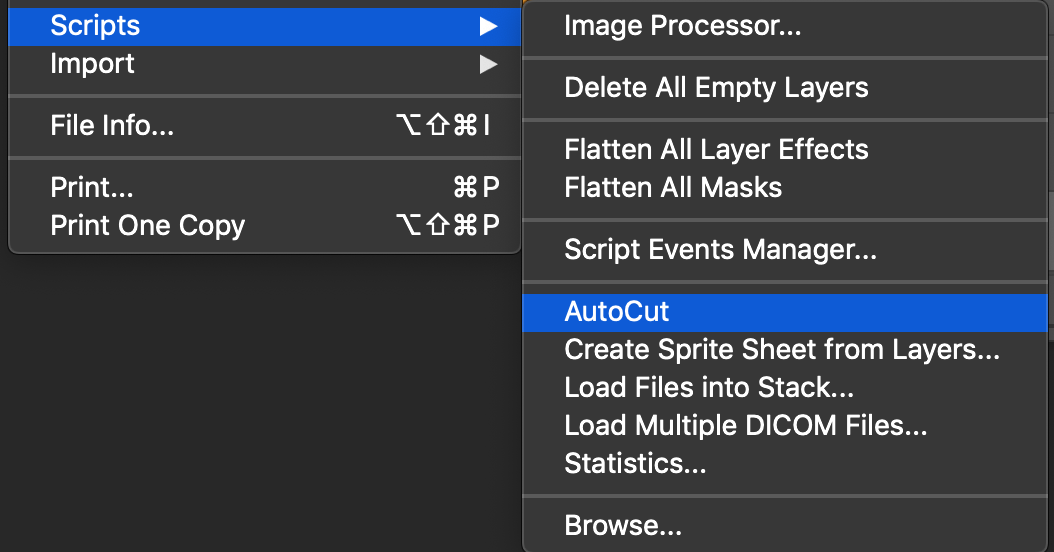 Scripts ▶
Import ▶
File Info... ⌥⇧⌘I
Print... ⌘P
Print One Copy ⌥⇧⌘P
Image Processor...
Delete All Empty Layers
Flatten All Layer Effects
Flatten All Masks
Script Events Manager...
AutoCut
Create Sprite Sheet from Layers...
Load Files into Stack...
Load Multiple DICOM Files...
Statistics...
Browse...